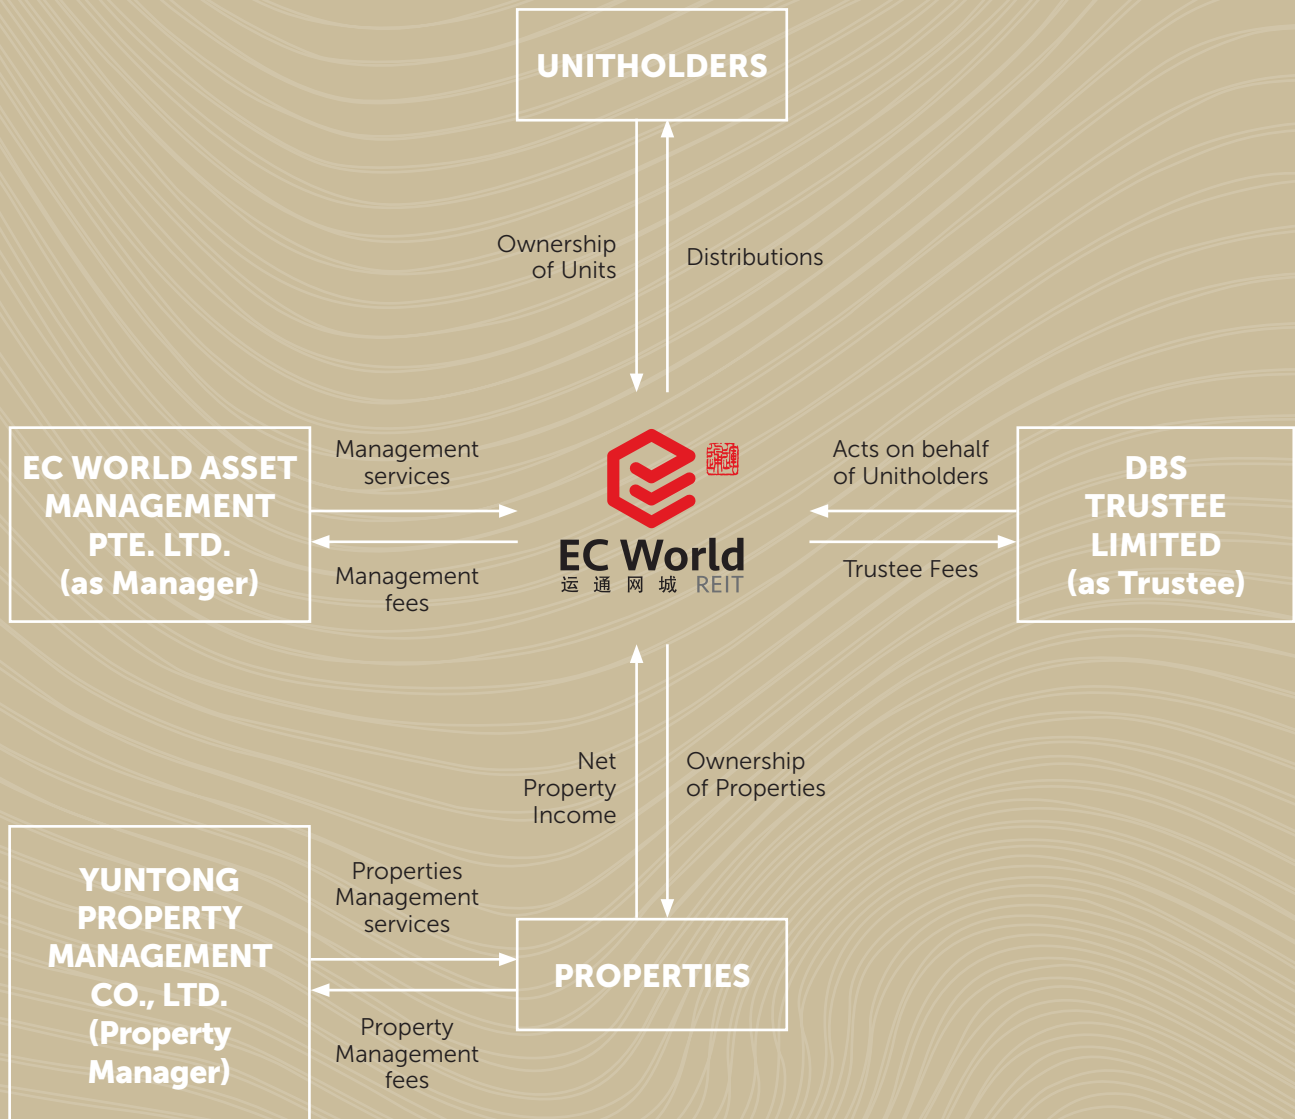 UNITHOLDERS
Ownership
of Units
Distributions
EC WORLD ASSET
MANAGEMENT
PTE. LTD.
(as Manager)
Management
services
Management
fees
EC World
运通网城 REIT
Acts on behalf
of Unitholders
Trustee Fees
DBS
TRUSTEE
LIMITED
(as Trustee)
Net
Property
Income
Ownership
of Properties
YUNTONG
PROPERTY
MANAGEMENT
CO., LTD.
(Property
Manager)
Properties
Management
services
Property
Management
fees
PROPERTIES